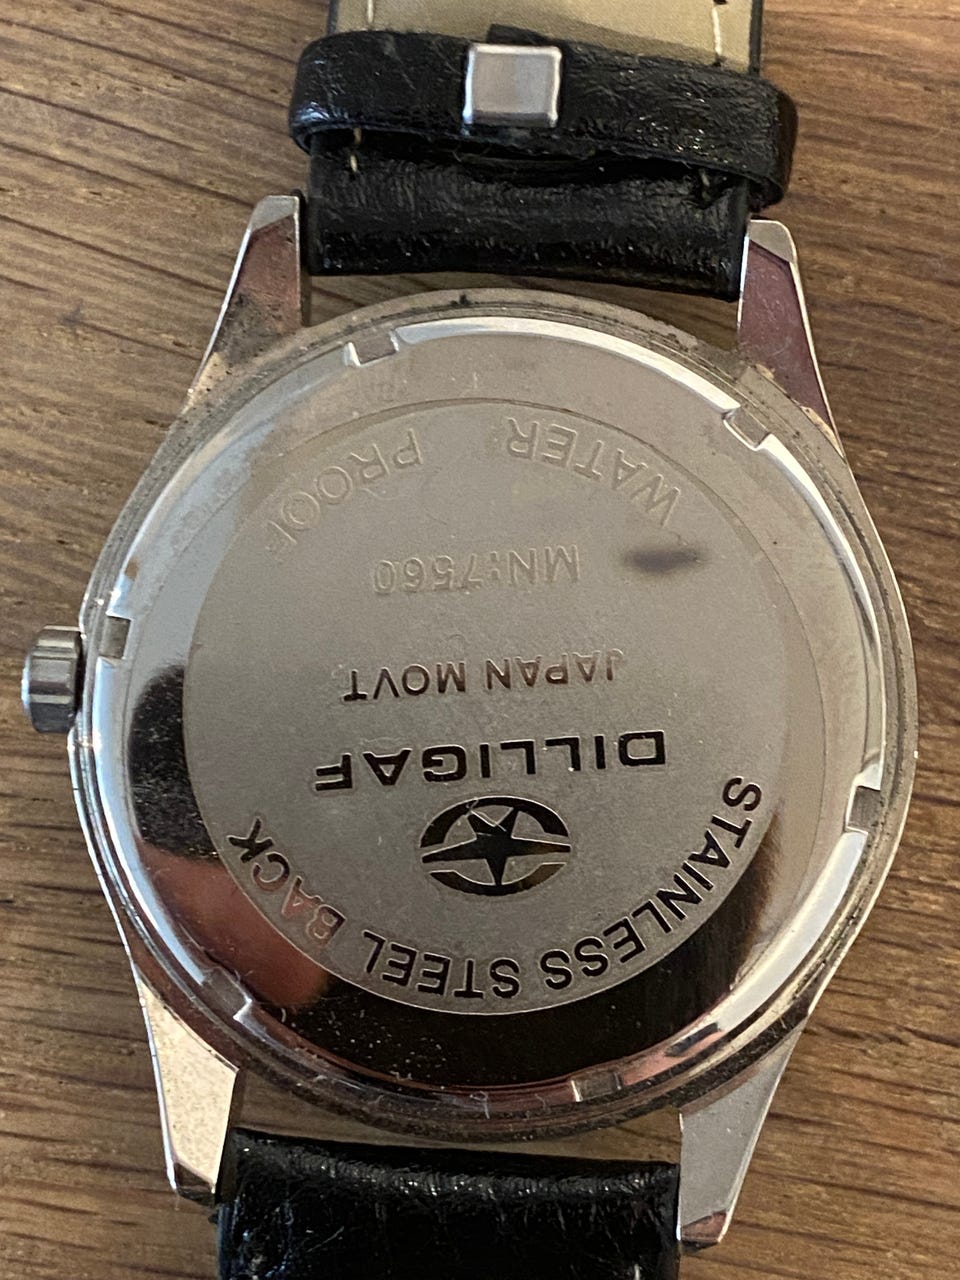 STAINLESS STEEL BACK
DILLIGAF
JAPAN MOVT
MN:7560
WATER PROOF